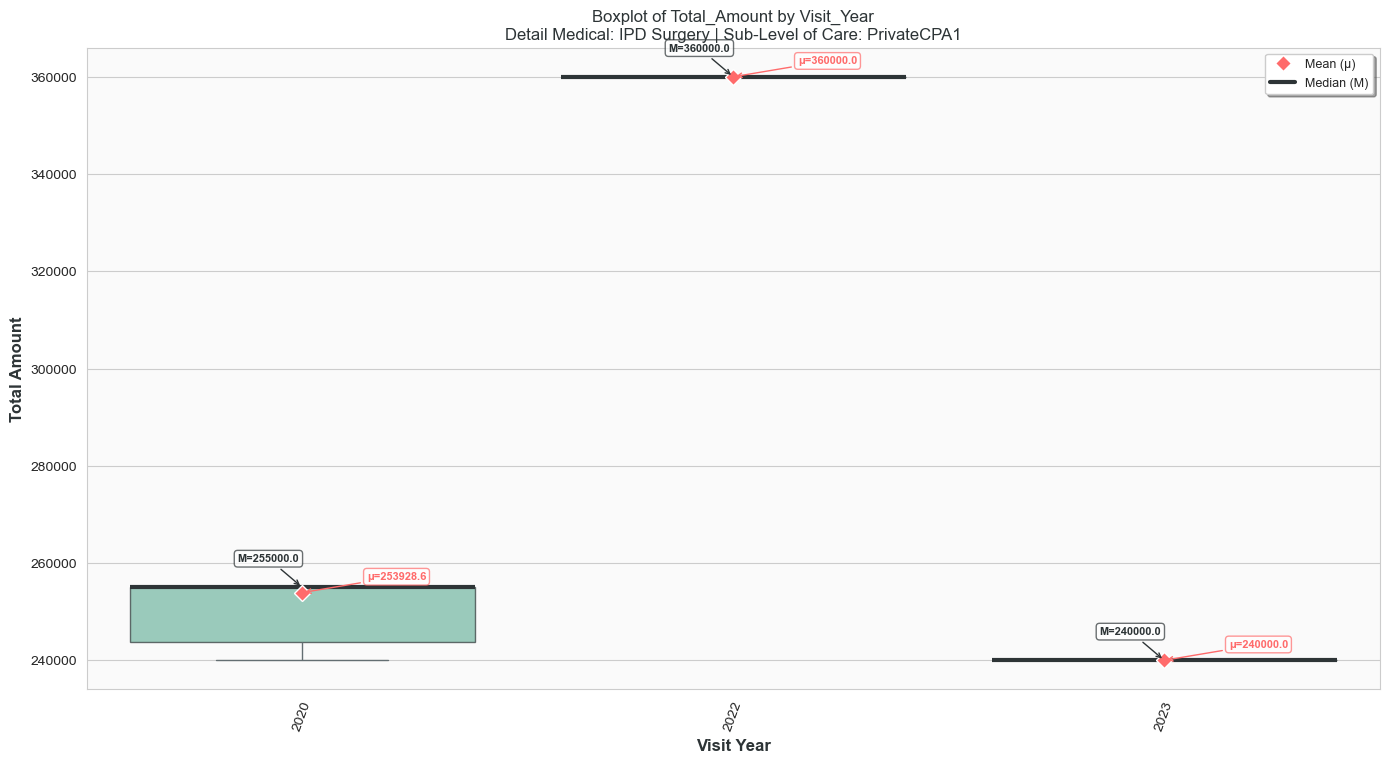 Boxplot of Total_Amount by Visit_Year
Detail Medical: IPD Surgery | Sub-Level of Care: PrivateCPA1
M=360000.0
μ=360000.0
Mean (μ)
Median (M)
360000
340000
320000
300000
280000
260000
240000
Total Amount
M=255000.0
μ=253928.6
M=240000.0
μ=240000.0
2020
2022
2023
Visit Year